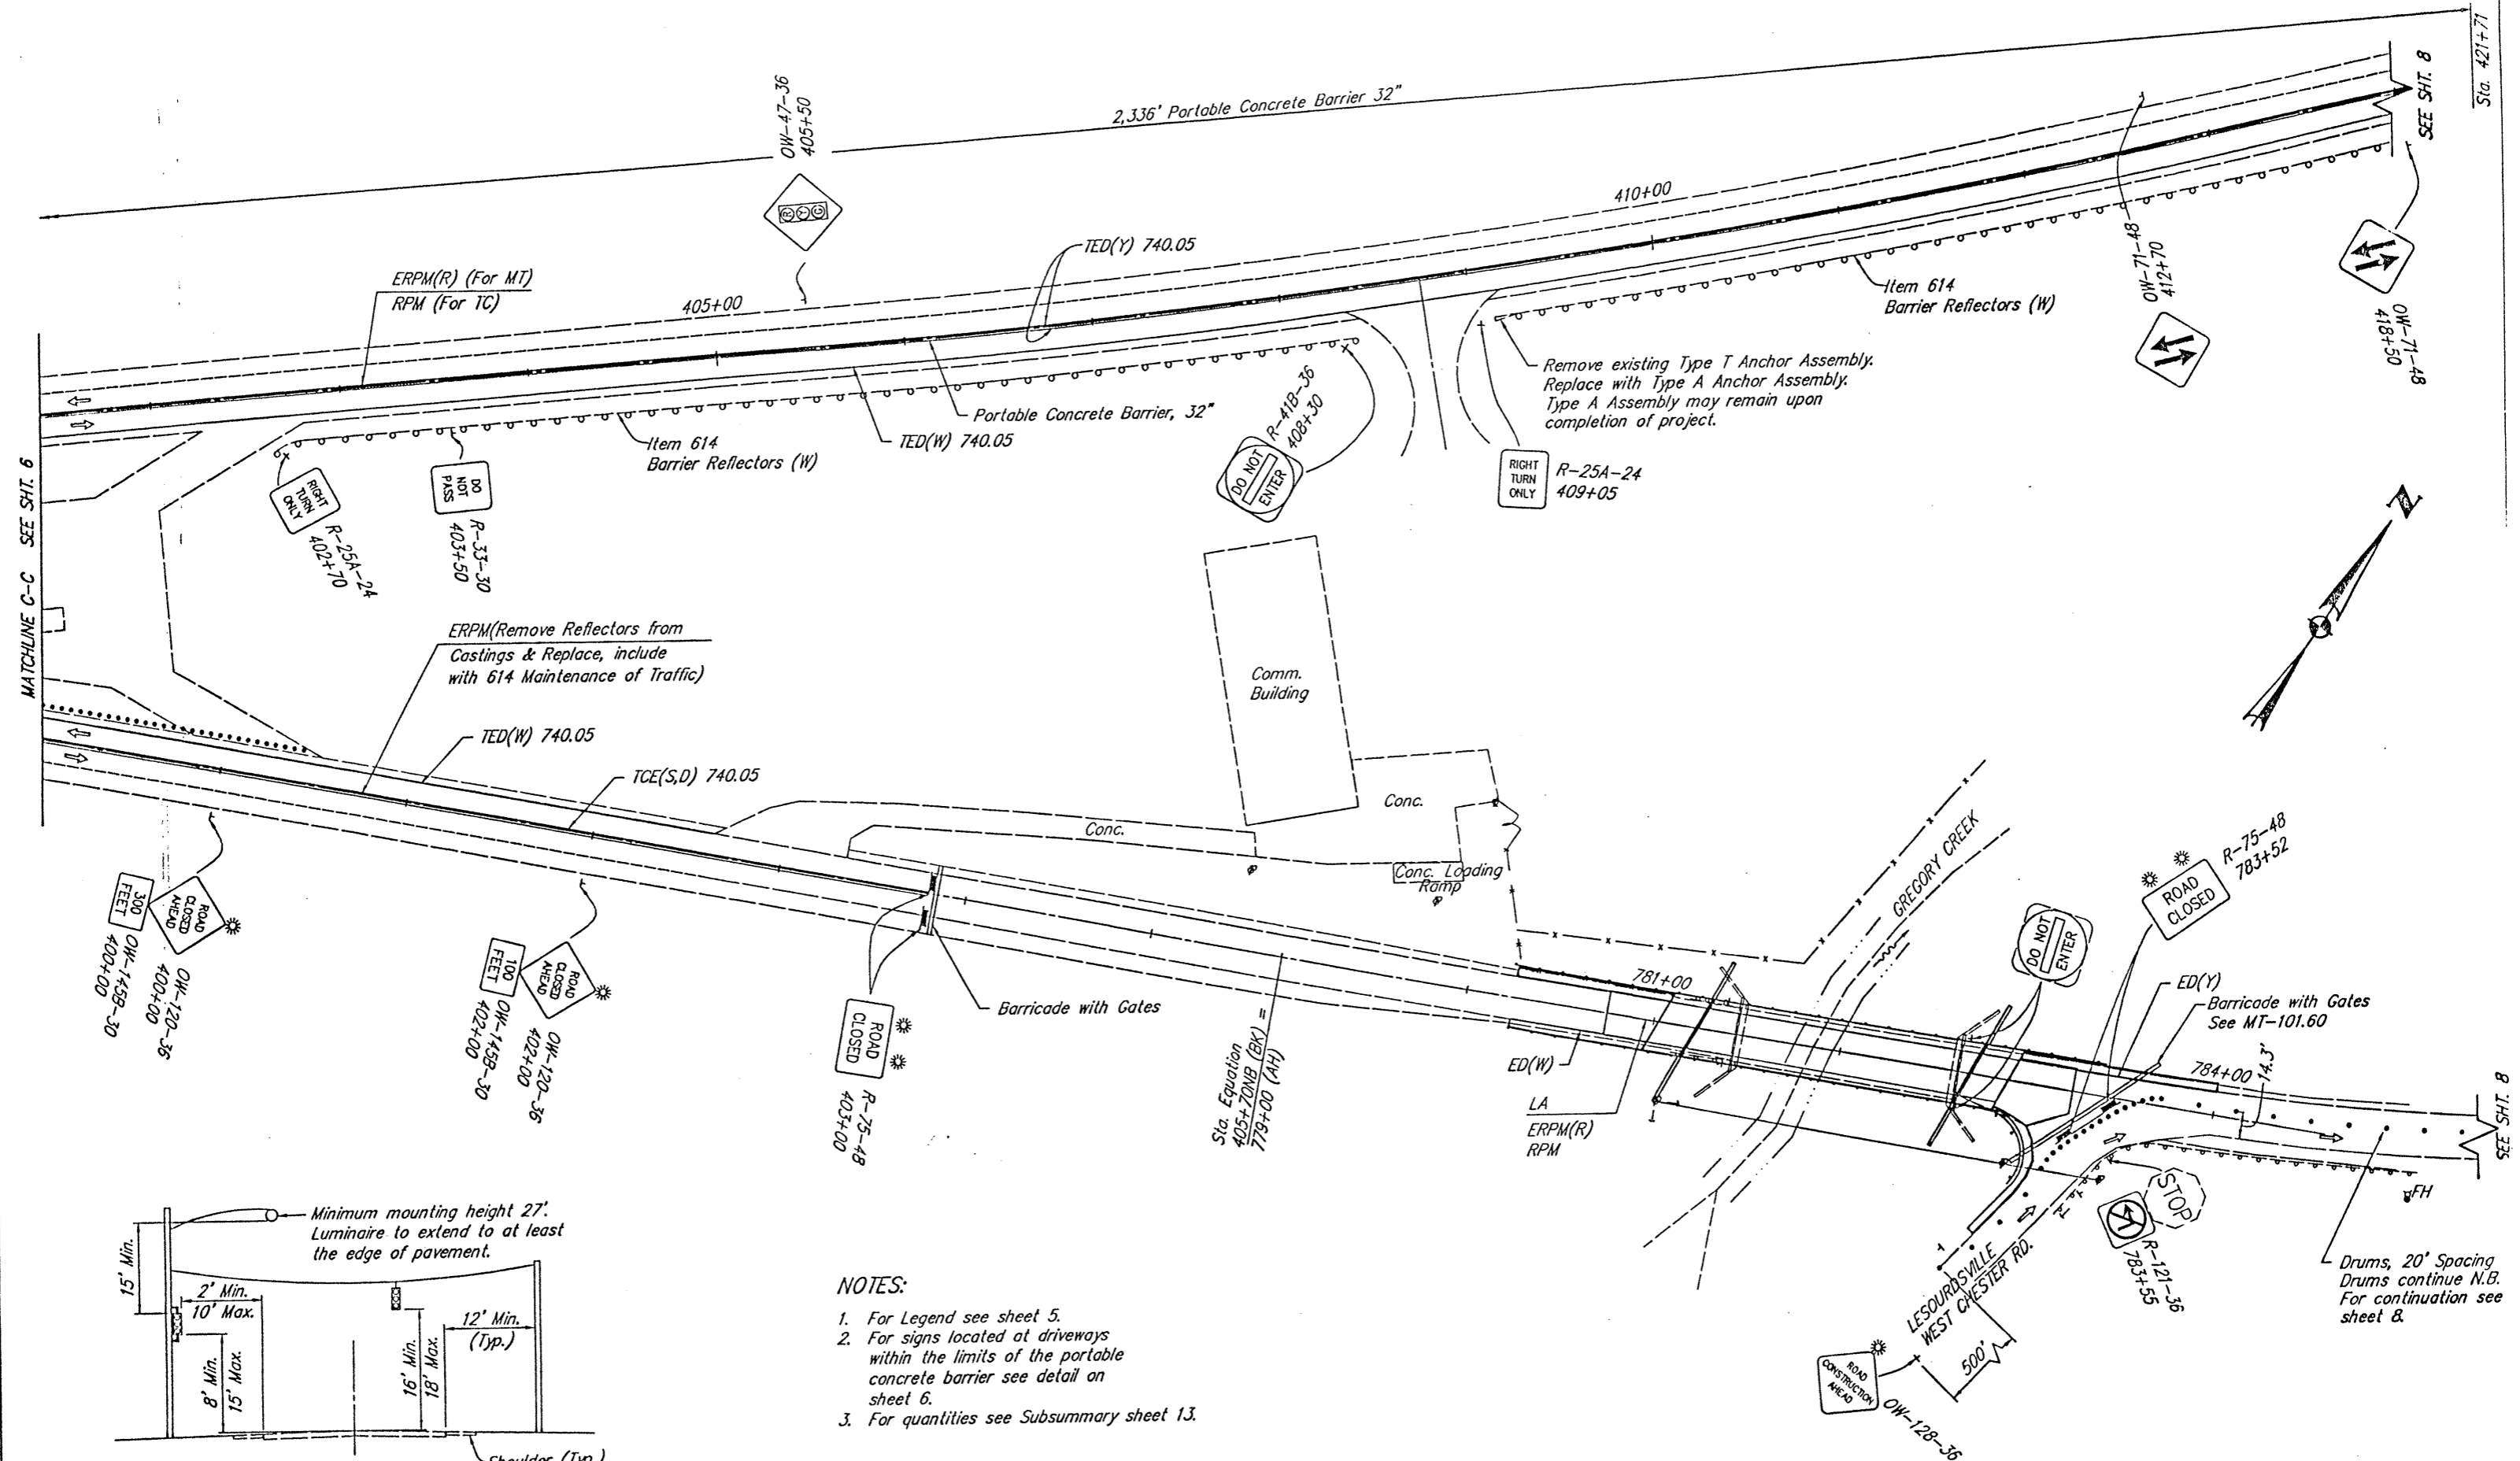 Sta. 421+71
SEE SHT. 8
2,336' Portable Concrete Barrier 32"
OW-47-36
405+50
R Y G
410+00
TED(Y) 740.05
ERPM(R) (For MT)
RPM (For TC)
405+00
OW-71-48
412+70
Item 614
Barrier Reflectors (W)
OW-71-48
418+50
Remove existing Type T Anchor Assembly.
Replace with Type A Anchor Assembly.
Type A Assembly may remain upon
completion of project.
Portable Concrete Barrier, 32"
TED(W) 740.05
Item 614
Barrier Reflectors (W)
R-41B-36
408+30
DO NOT
ENTER
RIGHT
TURN
ONLY
R-25A-24
409+05
MATCHLINE C-C SEE SHT. 6
RIGHT
TURN
ONLY
R-25A-24
402+70
DO
NOT
PASS
R-33-30
403+50
N
ERPM(Remove Reflectors from
Castings & Replace, include
with 614 Maintenance of Traffic)
Comm.
Building
TED(W) 740.05
TCE(S,D) 740.05
Conc.
Conc.
Conc. Loading
Ramp
GREGORY CREEK
R-75-48
783+52
ROAD
CLOSED
DO NOT
ENTER
300
FEET
ROAD
CLOSED
AHEAD
OW-120-36
400+00
OW-145B-30
400+00
100
FEET
ROAD
CLOSED
AHEAD
OW-120-36
402+00
OW-145B-30
402+00
Barricade with Gates
ROAD
CLOSED
R-75-48
403+00
Sta. Equation
405+70NB (BK) =
779+00 (AH)
781+00
ED(W)
LA
ERPM(R)
RPM
ED(Y)
Barricade with Gates
See MT-101.60
784+00
14.3'
SEE SHT. 8
FH
STOP
R-121-36
783+55
LESOURDSVILLE
WEST CHESTER RD.
500'
Drums, 20' Spacing
Drums continue N.B.
For continuation see
sheet 8.
ROAD
CONSTRUCTION
AHEAD
OW-128-36
Minimum mounting height 27'.
Luminaire to extend to at least
the edge of pavement.
15' Min.
2' Min.
10' Max.
12' Min.
(Typ.)
8' Min.
15' Max.
16' Min.
18' Max.
Shoulder (Typ.)
NOTES:
1. For Legend see sheet 5.
2. For signs located at driveways
within the limits of the portable
concrete barrier see detail on
sheet 6.
3. For quantities see Subsummary sheet 13.